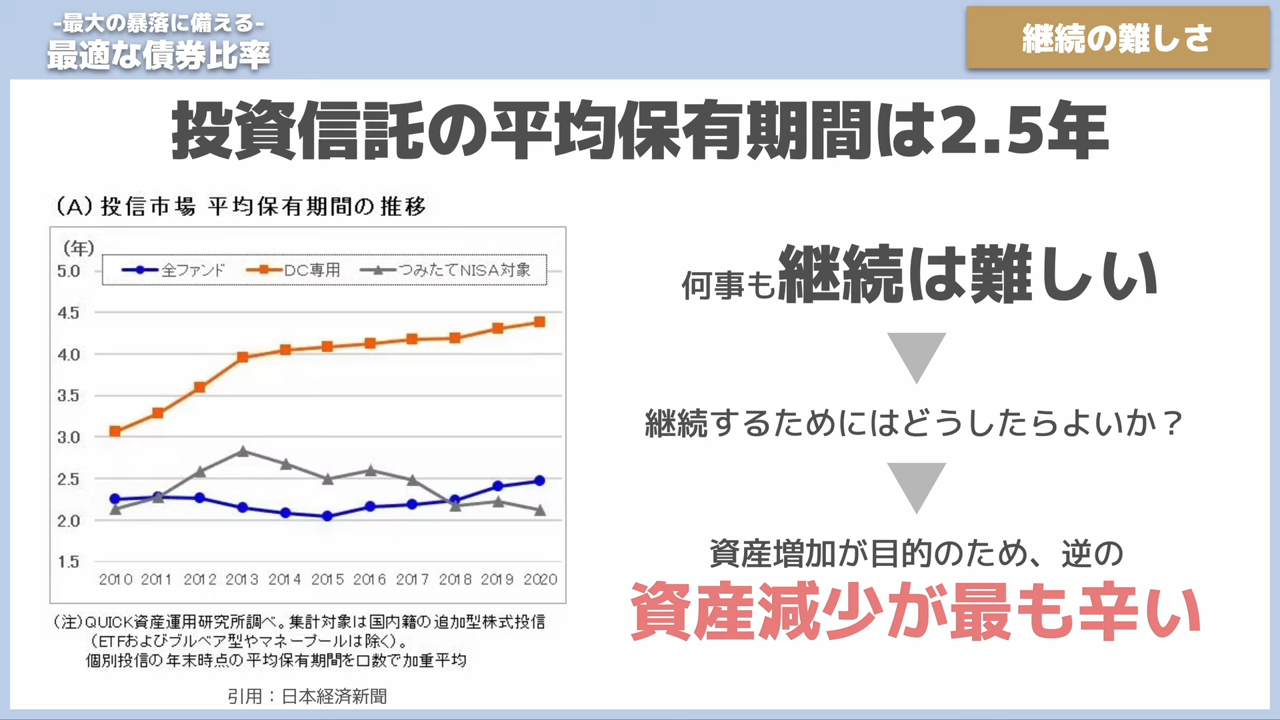 -最大の暴落に備える-
最適な債券比率
継続の難しさ
投資信託の平均保有期間は2.5年
(A) 投信市場 平均保有期間の推移
(年)
全ファンド DC専用 つみたてNISA対象
5.0
4.5
4.0
3.5
3.0
2.5
2.0
1.5
2010 2011 2012 2013 2014 2015 2016 2017 2018 2019 2020
(注)QUICK資産運用研究所調べ。集計対象は国内籍の追加型株式投信
(ETFおよびブルベア型やマネープールは除く)。
個別投信の年末時点の平均保有期間を口数で加重平均
引用：日本経済新聞
何事も継続は難しい
継続するためにはどうしたらよいか？
資産増加が目的のため、逆の
資産減少が最も辛い